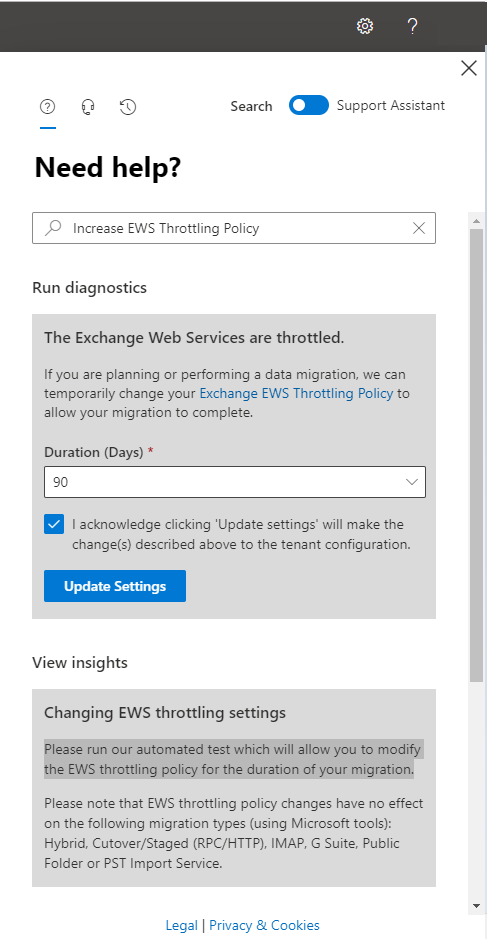 Search
Support Assistant
Need help?
Increase EWS Throttling Policy
Run diagnostics
The Exchange Web Services are throttled.
If you are planning or performing a data migration, we can
temporarily change your Exchange EWS Throttling Policy to
allow your migration to complete.
Duration (Days) *
90
I acknowledge clicking 'Update settings' will make the
change(s) described above to the tenant configuration.
Update Settings
View insights
Changing EWS throttling settings
Please run our automated test which will allow you to modify
the EWS throttling policy for the duration of your migration.
Please note that EWS throttling policy changes have no effect
on the following migration types (using Microsoft tools):
Hybrid, Cutover/Staged (RPC/HTTP), IMAP, G Suite, Public
Folder or PST Import Service.
Legal | Privacy & Cookies